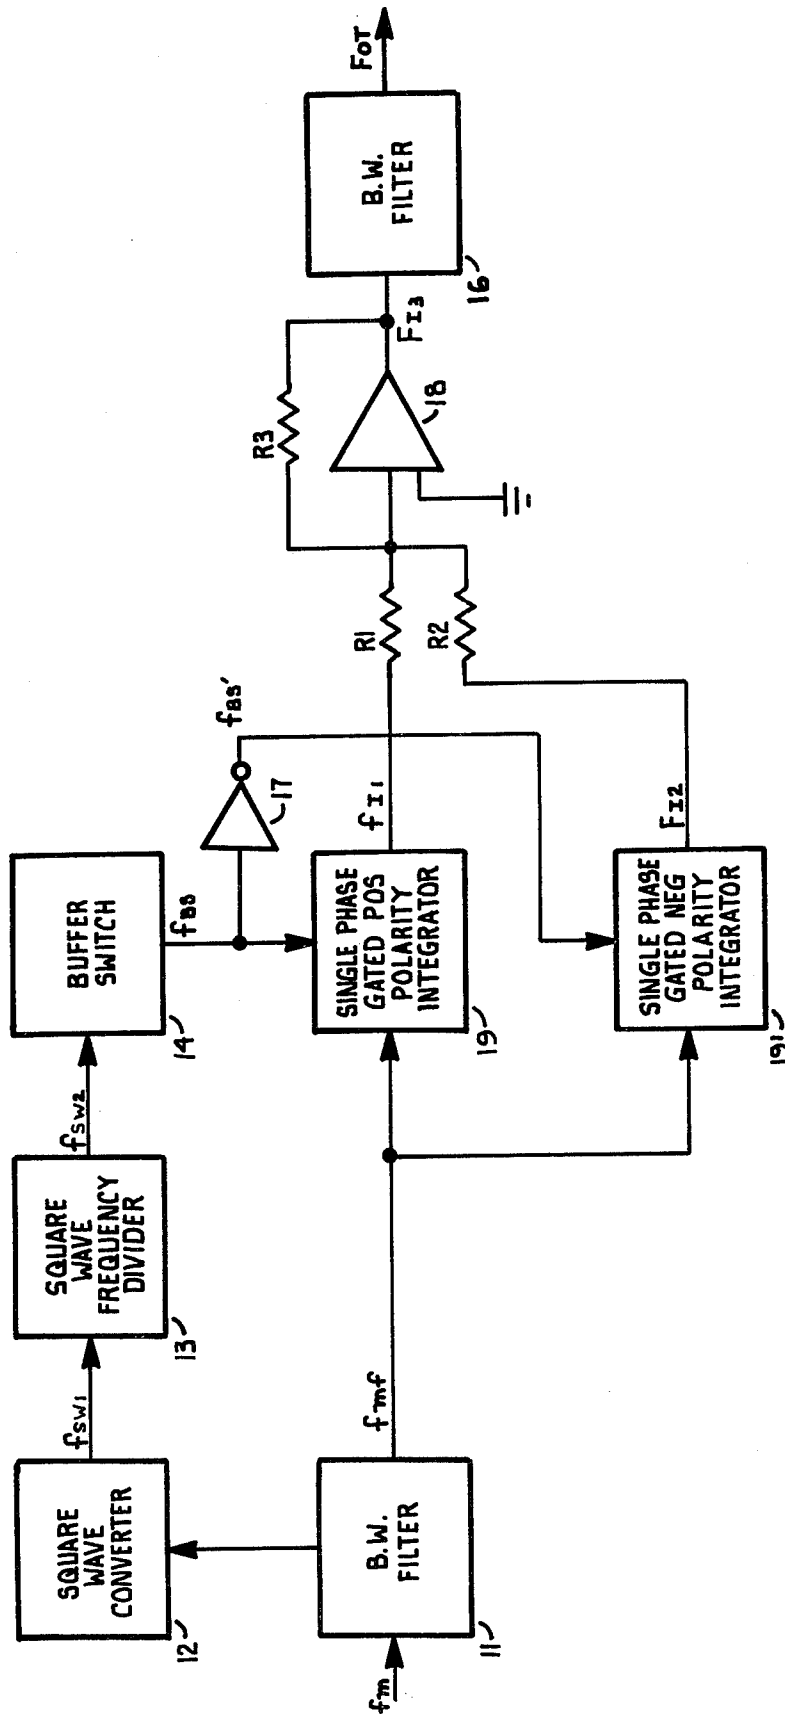 SQUARE
WAVE
CONVERTER
12
fSW1
SQUARE
WAVE
FREQUENCY
DIVIDER
13
fSW2
BUFFER
SWITCH
14
fBS
17
fBS'
fm
B.W.
FILTER
11
fmf
SINGLE PHASE
GATED POS
POLARITY
INTEGRATOR
19
fI1
R1
R2
R3
18
FI3
B.W.
FILTER
16
FOT
SINGLE PHASE
GATED NEG
POLARITY
INTEGRATOR
191
FI2